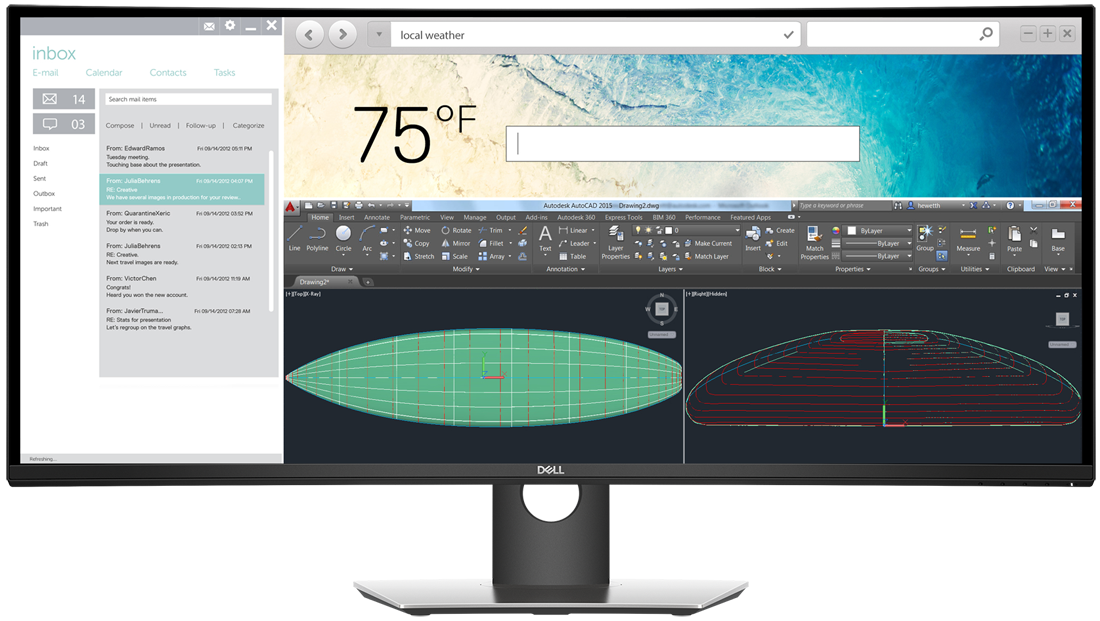 inbox
E-mail Calendar Contacts Tasks
14
03
Search mail items
Compose | Unread | Follow-up | Categorize
Inbox
Draft
Sent
Outbox
Important
Trash
From: EdwardRamos Fri 09/14/2012 05:11 PM
Tuesday meeting.
Touching base about the presentation.
From: JuliaBehrens Fri 09/14/2012 04:07 PM
RE: Creative
We have several images in production for your review.
From: QuarantineXeric Fri 09/14/2012 03:52 PM
Your order is ready.
Drop by when you can.
From: JuliaBehrens Fri 09/14/2012 02:15 PM
RE: Creative.
Next travel images are ready.
From: VictorChen Fri 09/14/2012 11:19 AM
Congrats!
Heard you won the new account.
From: JavierTruma... Fri 09/14/2012 07:28 AM
RE: Stats for presentation
Let's regroup on the travel graphs.
Refreshing...
local weather
75°F
Autodesk AutoCAD 2015 Drawing2.dwg
Type a keyword or phrase
hewetth
Home Insert Annotate Parametric View Manage Output Add-ins Autodesk 360 Express Tools BIM 360 Performance Featured Apps
Line Polyline Circle Arc
Move Rotate Trim
Copy Mirror Fillet
Stretch Scale Array
Text Linear
Leader
Table
Layer Properties
0
Make Current
Match Layer
Insert Create
Edit
Match Properties
ByLayer
ByLayer
ByLayer
Group Measure Paste Base
Draw Modify Annotation Layers Block Properties Groups Utilities Clipboard View
Drawing2*
[+][Top][X-Ray]
N
W TOP E
S
Unnamed
[+][Right][Hidden]
TOP
Unnamed
DELL